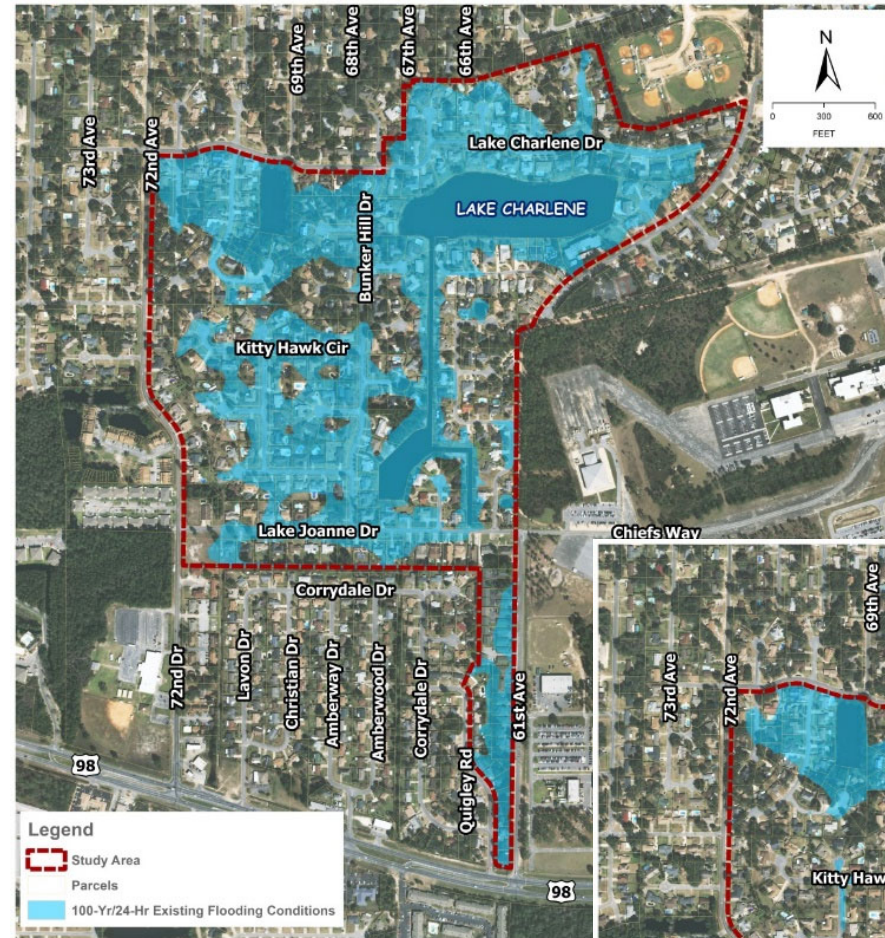 73rd Ave
72nd Ave
69th Ave
68th Ave
67th Ave
66th Ave
N
0 300 600
FEET
Lake Charlene Dr
LAKE CHARLENE
Bunker Hill Dr
Kitty Hawk Cir
Lake Joanne Dr
Chiefs Way
Corrydale Dr
72nd Dr
Lavon Dr
Christian Dr
Amberway Dr
Amberwood Dr
Corrydale Dr
Quigley Rd
61st Ave
98
98
Legend
Study Area
Parcels
100-Yr/24-Hr Existing Flooding Conditions
73rd Ave
72nd Ave
69th Ave
Kitty Haw